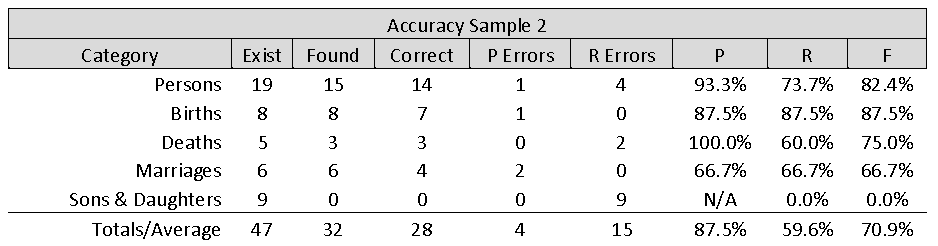 Accuracy Sample 2
Category Exist Found Correct P Errors R Errors P R F
Persons 19 15 14 1 4 93.3% 73.7% 82.4%
Births 8 8 7 1 0 87.5% 87.5% 87.5%
Deaths 5 3 3 0 2 100.0% 60.0% 75.0%
Marriages 6 6 4 2 0 66.7% 66.7% 66.7%
Sons & Daughters 9 0 0 0 9 N/A 0.0% 0.0%
Totals/Average 47 32 28 4 15 87.5% 59.6% 70.9%